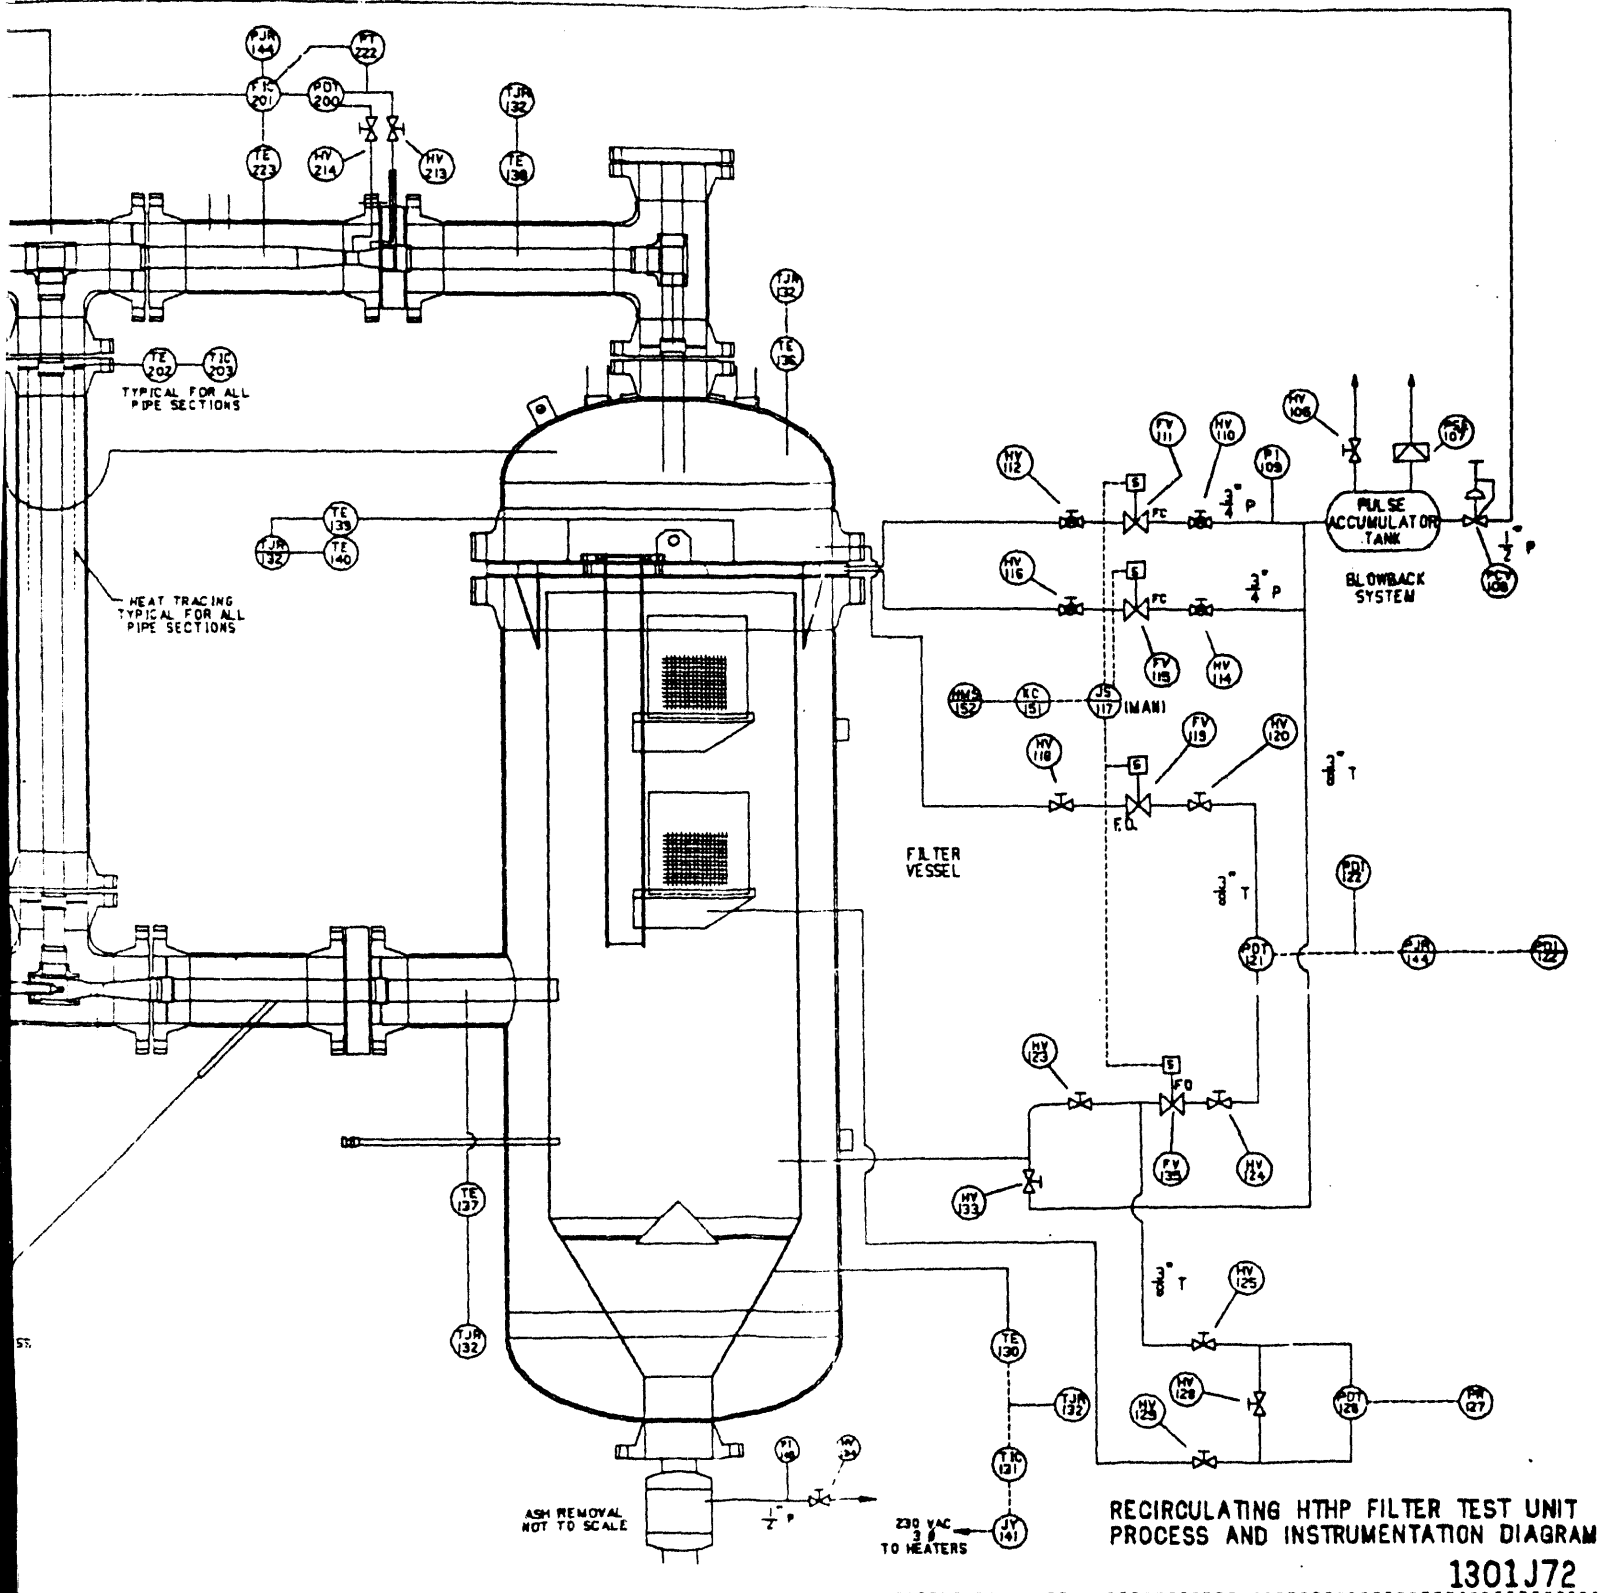 PJR
144
PT
222
FIC
201
PDT
200
TJR
132
TE
223
HV
214
HV
213
TE
138
TJR
132
TE
136
TE
202
TIC
203
TYPICAL FOR ALL
PIPE SECTIONS
HV
106
PSE
107
FV
111
HV
110
HV
112
PI
109
S
FC
3/4" P
PULSE
ACCUMULATOR
TANK
1/2" P
TE
139
TJR
132
TE
140
HV
116
S
FC
3/4" P
BLOWBACK
SYSTEM
PCV
108
HEAT TRACING
TYPICAL FOR ALL
PIPE SECTIONS
FV
115
HV
114
HMS
152
KC
151
JS
117
(MAN)
FV
119
HV
120
HV
118
S
3/8" T
F.O.
FILTER
VESSEL
PDT
122
3/8" T
PDT
121
PJR
144
PDI
122
HV
123
S
FO
FV
135
HV
124
TE
137
HV
133
3/8" T
HV
125
TJR
132
TE
130
TJR
132
HV
128
HV
129
PDT
126
PR
127
PI
HV
TIC
131
1/2" P
ASH REMOVAL
NOT TO SCALE
230 VAC
3 Ø
TO HEATERS
JY
141
RECIRCULATING HTHP FILTER TEST UNIT
PROCESS AND INSTRUMENTATION DIAGRAM
1301J72